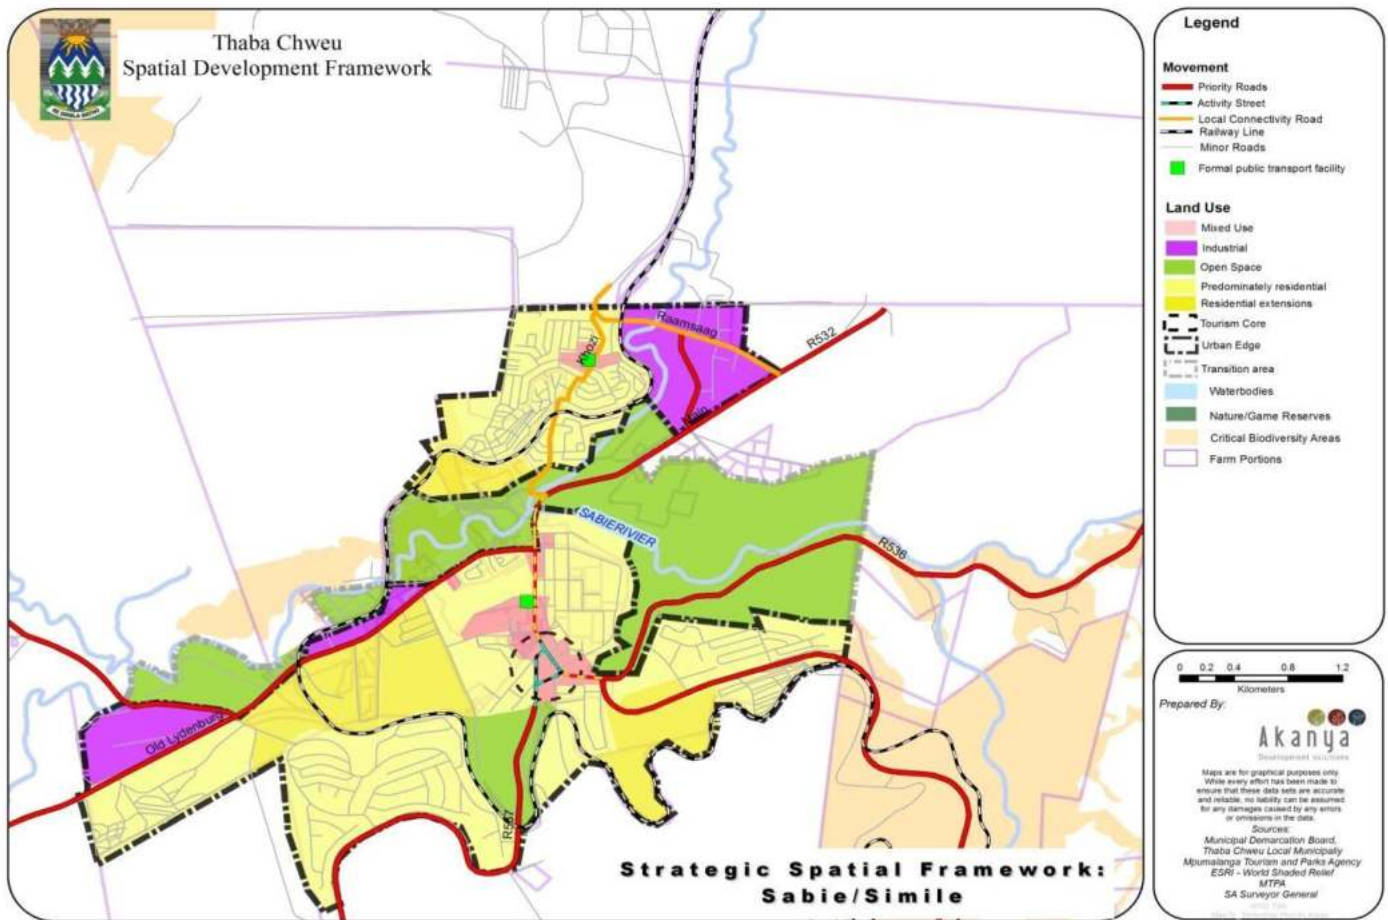 Thaba Chweu
Spatial Development Framework
Khozi
Raamsaag
R532
Main
SABIERIVIER
R536
Old Lydenburg
R537
Strategic Spatial Framework:
Sabie/Simile
Legend
Movement
Priority Roads
Activity Street
Local Connectivity Road
Railway Line
Minor Roads
Formal public transport facility
Land Use
Mixed Use
Industrial
Open Space
Predominately residential
Residential extensions
Tourism Core
Urban Edge
Transition area
Waterbodies
Nature/Game Reserves
Critical Biodiversity Areas
Farm Portions
0 0.2 0.4 0.8 1.2
Kilometers
Prepared By:
Akanya
Development Solutions
Maps are for graphical purposes only.
While every effort has been made to
ensure that these data sets are accurate
and reliable, no liability can be assumed
for any damages caused by any errors
or omissions in the data.
Sources:
Municipal Demarcation Board,
Thaba Chweu Local Municipally
Mpumalanga Tourism and Parks Agency
ESRI - World Shaded Relief
MTPA
SA Surveyor General